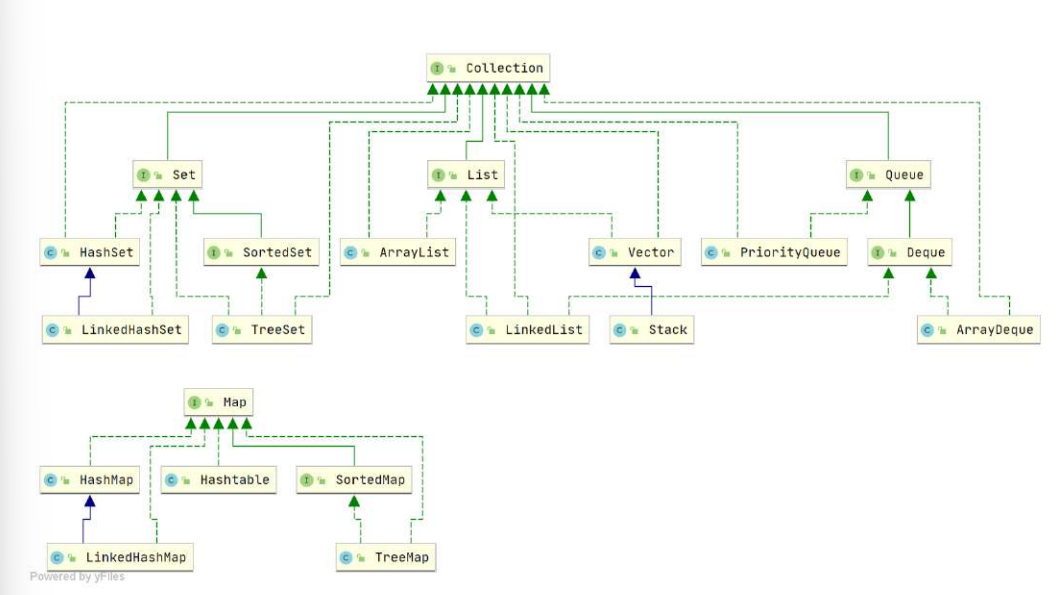 I Collection
I Set
I List
I Queue
C HashSet
I SortedSet
C ArrayList
C Vector
C PriorityQueue
I Deque
C LinkedHashSet
C TreeSet
C LinkedList
C Stack
C ArrayDeque
I Map
C HashMap
C Hashtable
I SortedMap
C LinkedHashMap
C TreeMap
Powered by yFiles